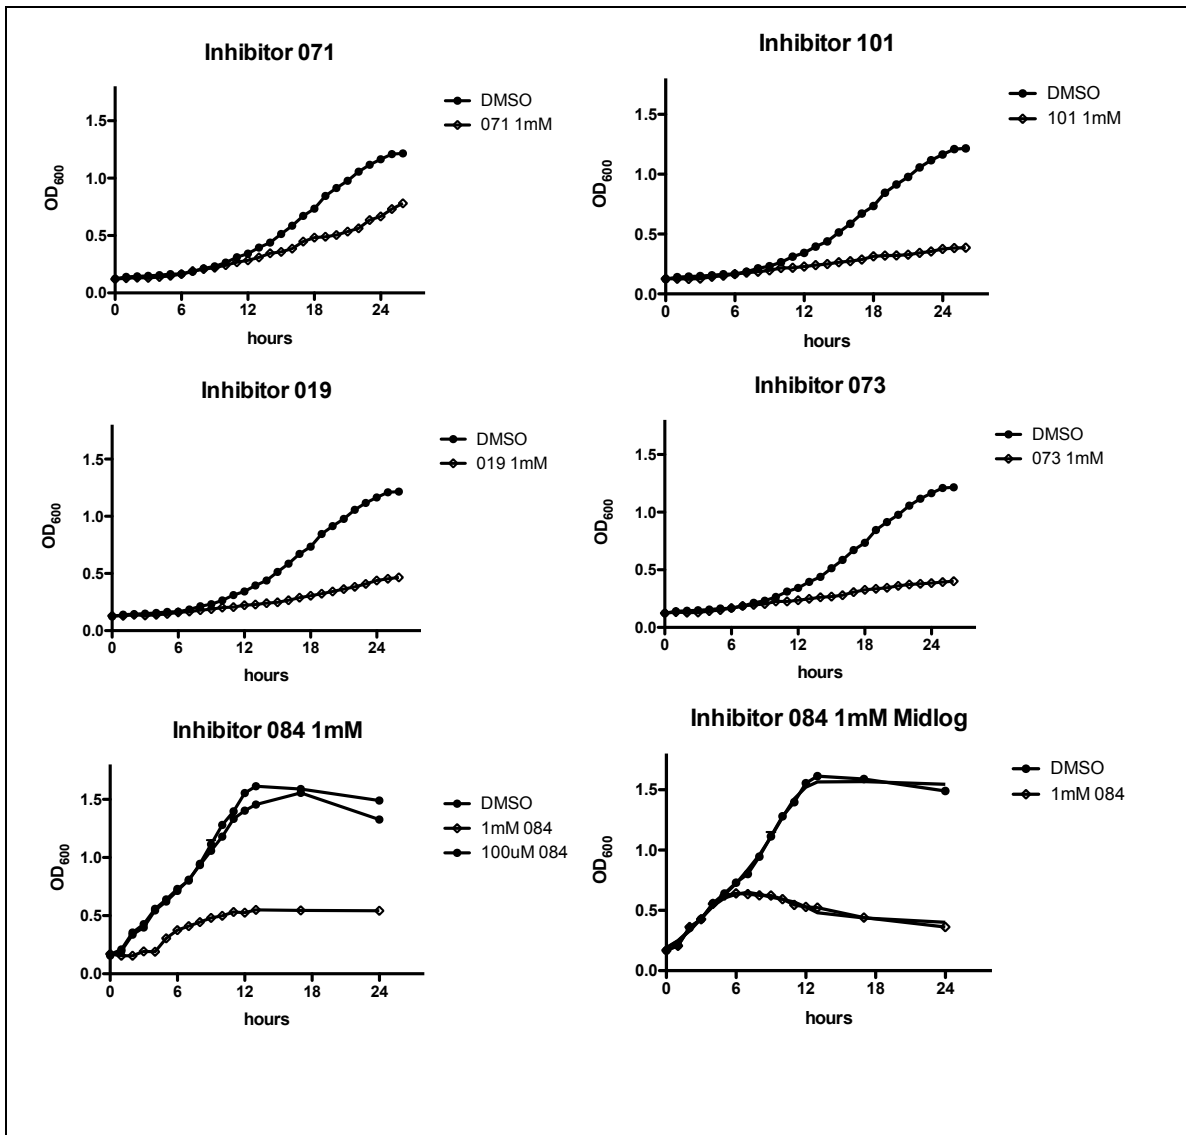 Inhibitor 071
DMSO
071 1mM
OD600
1.5
1.0
0.5
0.0
0 6 12 18 24
hours
Inhibitor 101
DMSO
101 1mM
OD600
1.5
1.0
0.5
0.0
0 6 12 18 24
hours
Inhibitor 019
DMSO
019 1mM
OD600
1.5
1.0
0.5
0.0
0 6 12 18 24
hours
Inhibitor 073
DMSO
073 1mM
OD600
1.5
1.0
0.5
0.0
0 6 12 18 24
hours
Inhibitor 084 1mM
DMSO
1mM 084
100uM 084
OD600
1.5
1.0
0.5
0.0
0 6 12 18 24
hours
Inhibitor 084 1mM Midlog
DMSO
1mM 084
OD600
1.5
1.0
0.5
0.0
0 6 12 18 24
hours